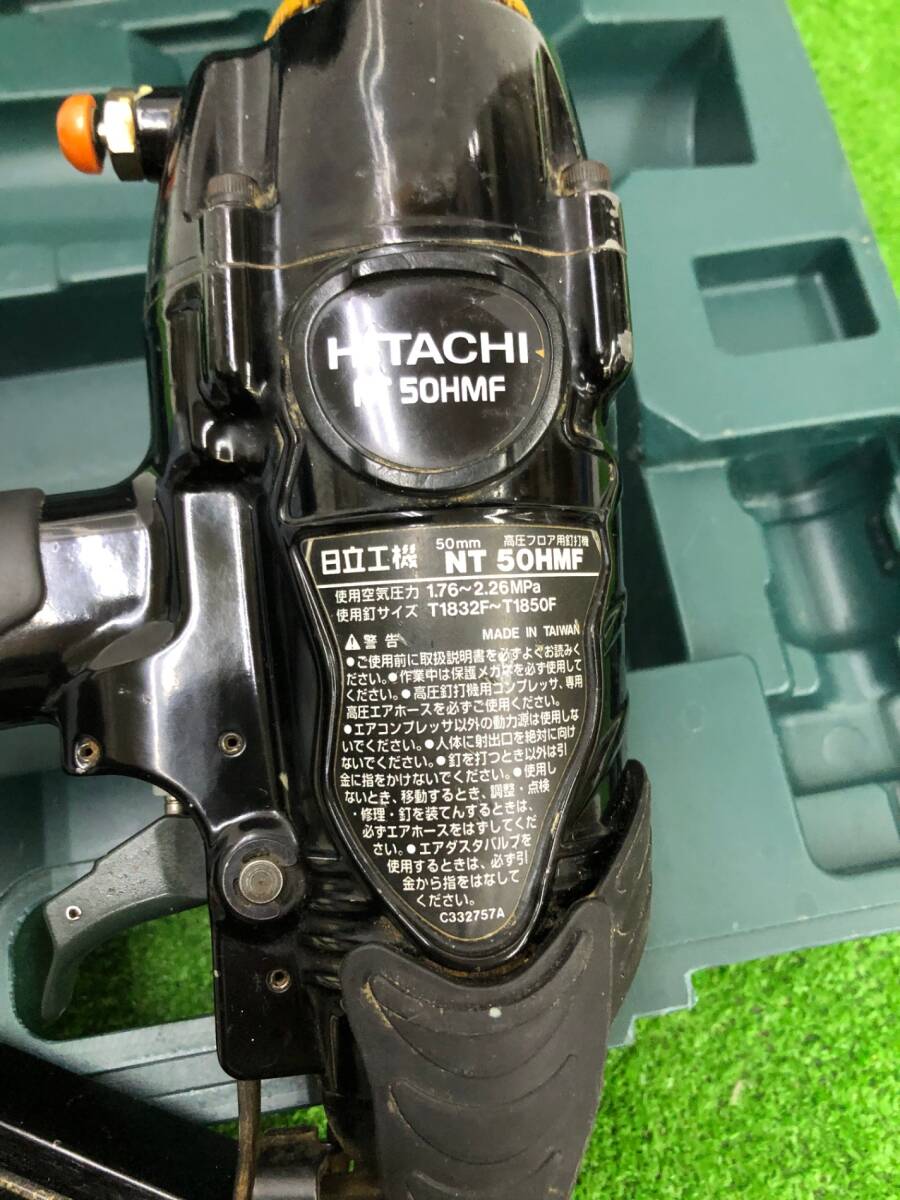 HITACHI
NT 50HMF
日立工機
50mm 高圧フロア用釘打機
NT 50HMF
使用空気圧力 1.76〜2.26MPa
使用釘サイズ T1832F〜T1850F
⚠警告 MADE IN TAIWAN
●ご使用前に取扱説明書を必ずよくお読みく
ださい。●作業中は保護メガネを必ず使用して
ください。●高圧釘打機用コンプレッサ、専用
高圧エアホースを必ずご使用ください。
●エアコンプレッサ以外の動力源は使用しな
いでください。●人体に射出口を絶対に向け
ないでください。●釘を打つとき以外は引
金に指をかけないでください。●使用し
ないとき、移動するとき、調整・点検
・修理・釘を装てんするときは、
必ずエアホースをはずしてくだ
さい。●エアダスタバルブを
使用するときは、必ず引
金から指をはなして
ください。
C332757A